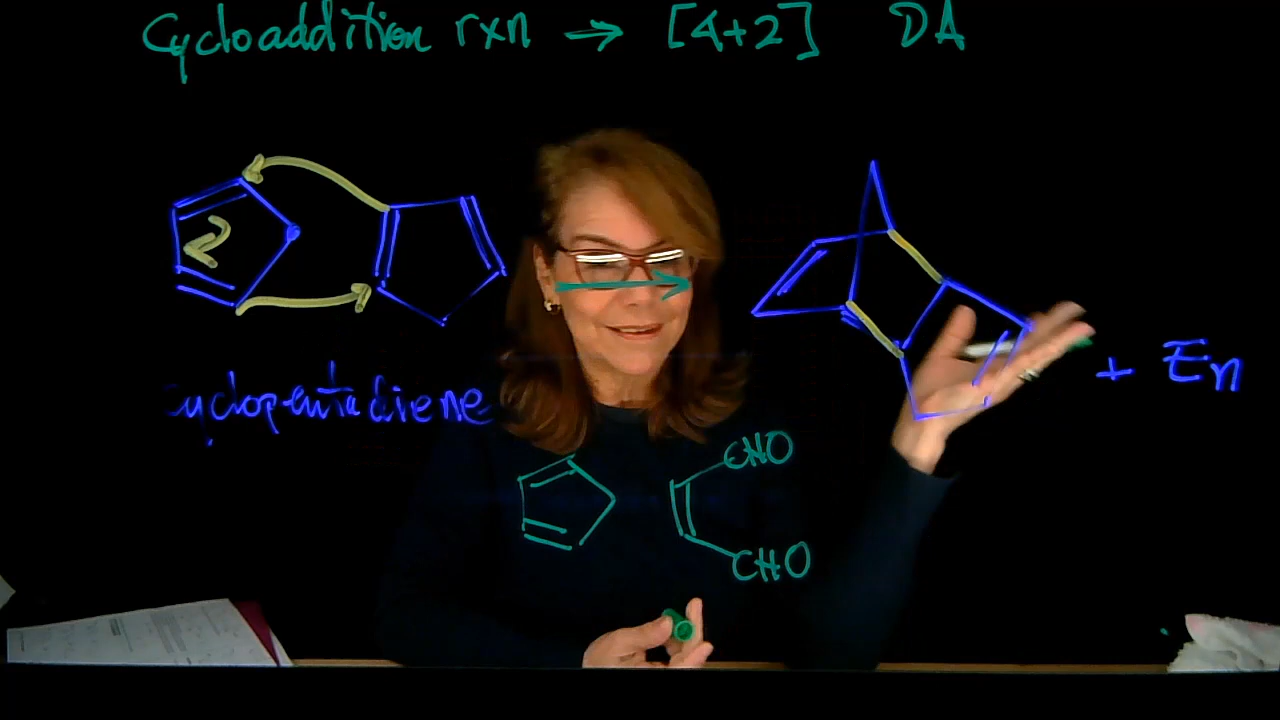 Cycloaddition rxn → [4+2] DA
2
+ En
cyclopentadiene
CHO
CHO